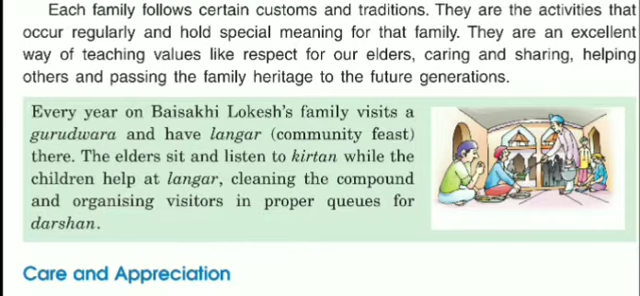 Each family follows certain customs and traditions. They are the activities that
occur regularly and hold special meaning for that family. They are an excellent
way of teaching values like respect for our elders, caring and sharing, helping
others and passing the family heritage to the future generations.
Every year on Baisakhi Lokesh's family visits a
gurudwara and have langar (community feast)
there. The elders sit and listen to kirtan while the
children help at langar, cleaning the compound
and organising visitors in proper queues for
darshan.
Care and Appreciation